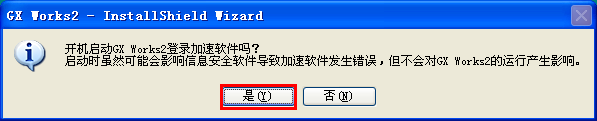 GX Works2 - InstallShield Wizard
开机启动GX Works2登录加速软件吗？
启动时虽然可能会影响信息安全软件导致加速软件发生错误，但不会对GX Works2的运行产生影响。
是(Y)
否(N)